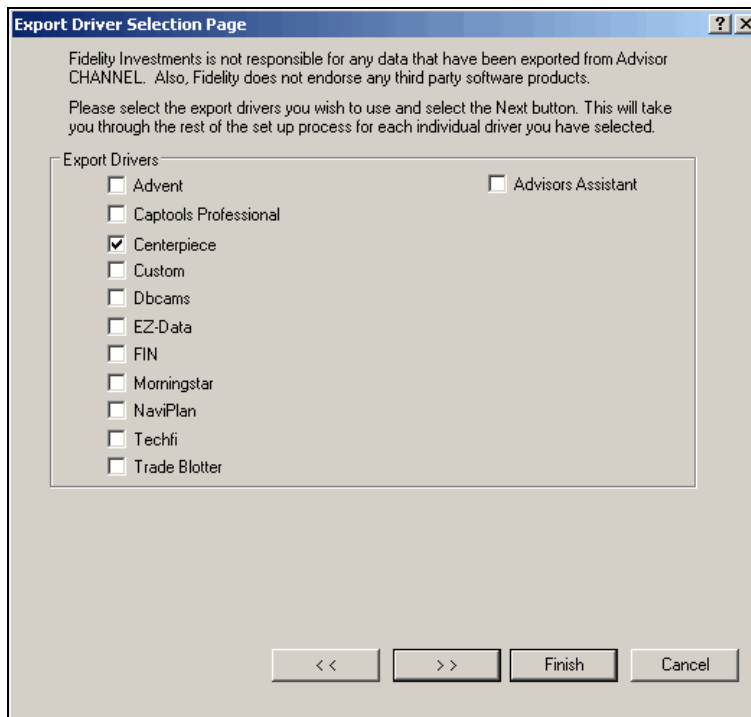 Export Driver Selection Page
Fidelity Investments is not responsible for any data that have been exported from Advisor
CHANNEL.  Also, Fidelity does not endorse any third party software products.
Please select the export drivers you wish to use and select the Next button. This will take
you through the rest of the set up process for each individual driver you have selected.
Export Drivers
Advent
Advisors Assistant
Captools Professional
Centerpiece
Custom
Dbcams
EZ-Data
FIN
Morningstar
NaviPlan
Techfi
Trade Blotter
<< >> Finish Cancel